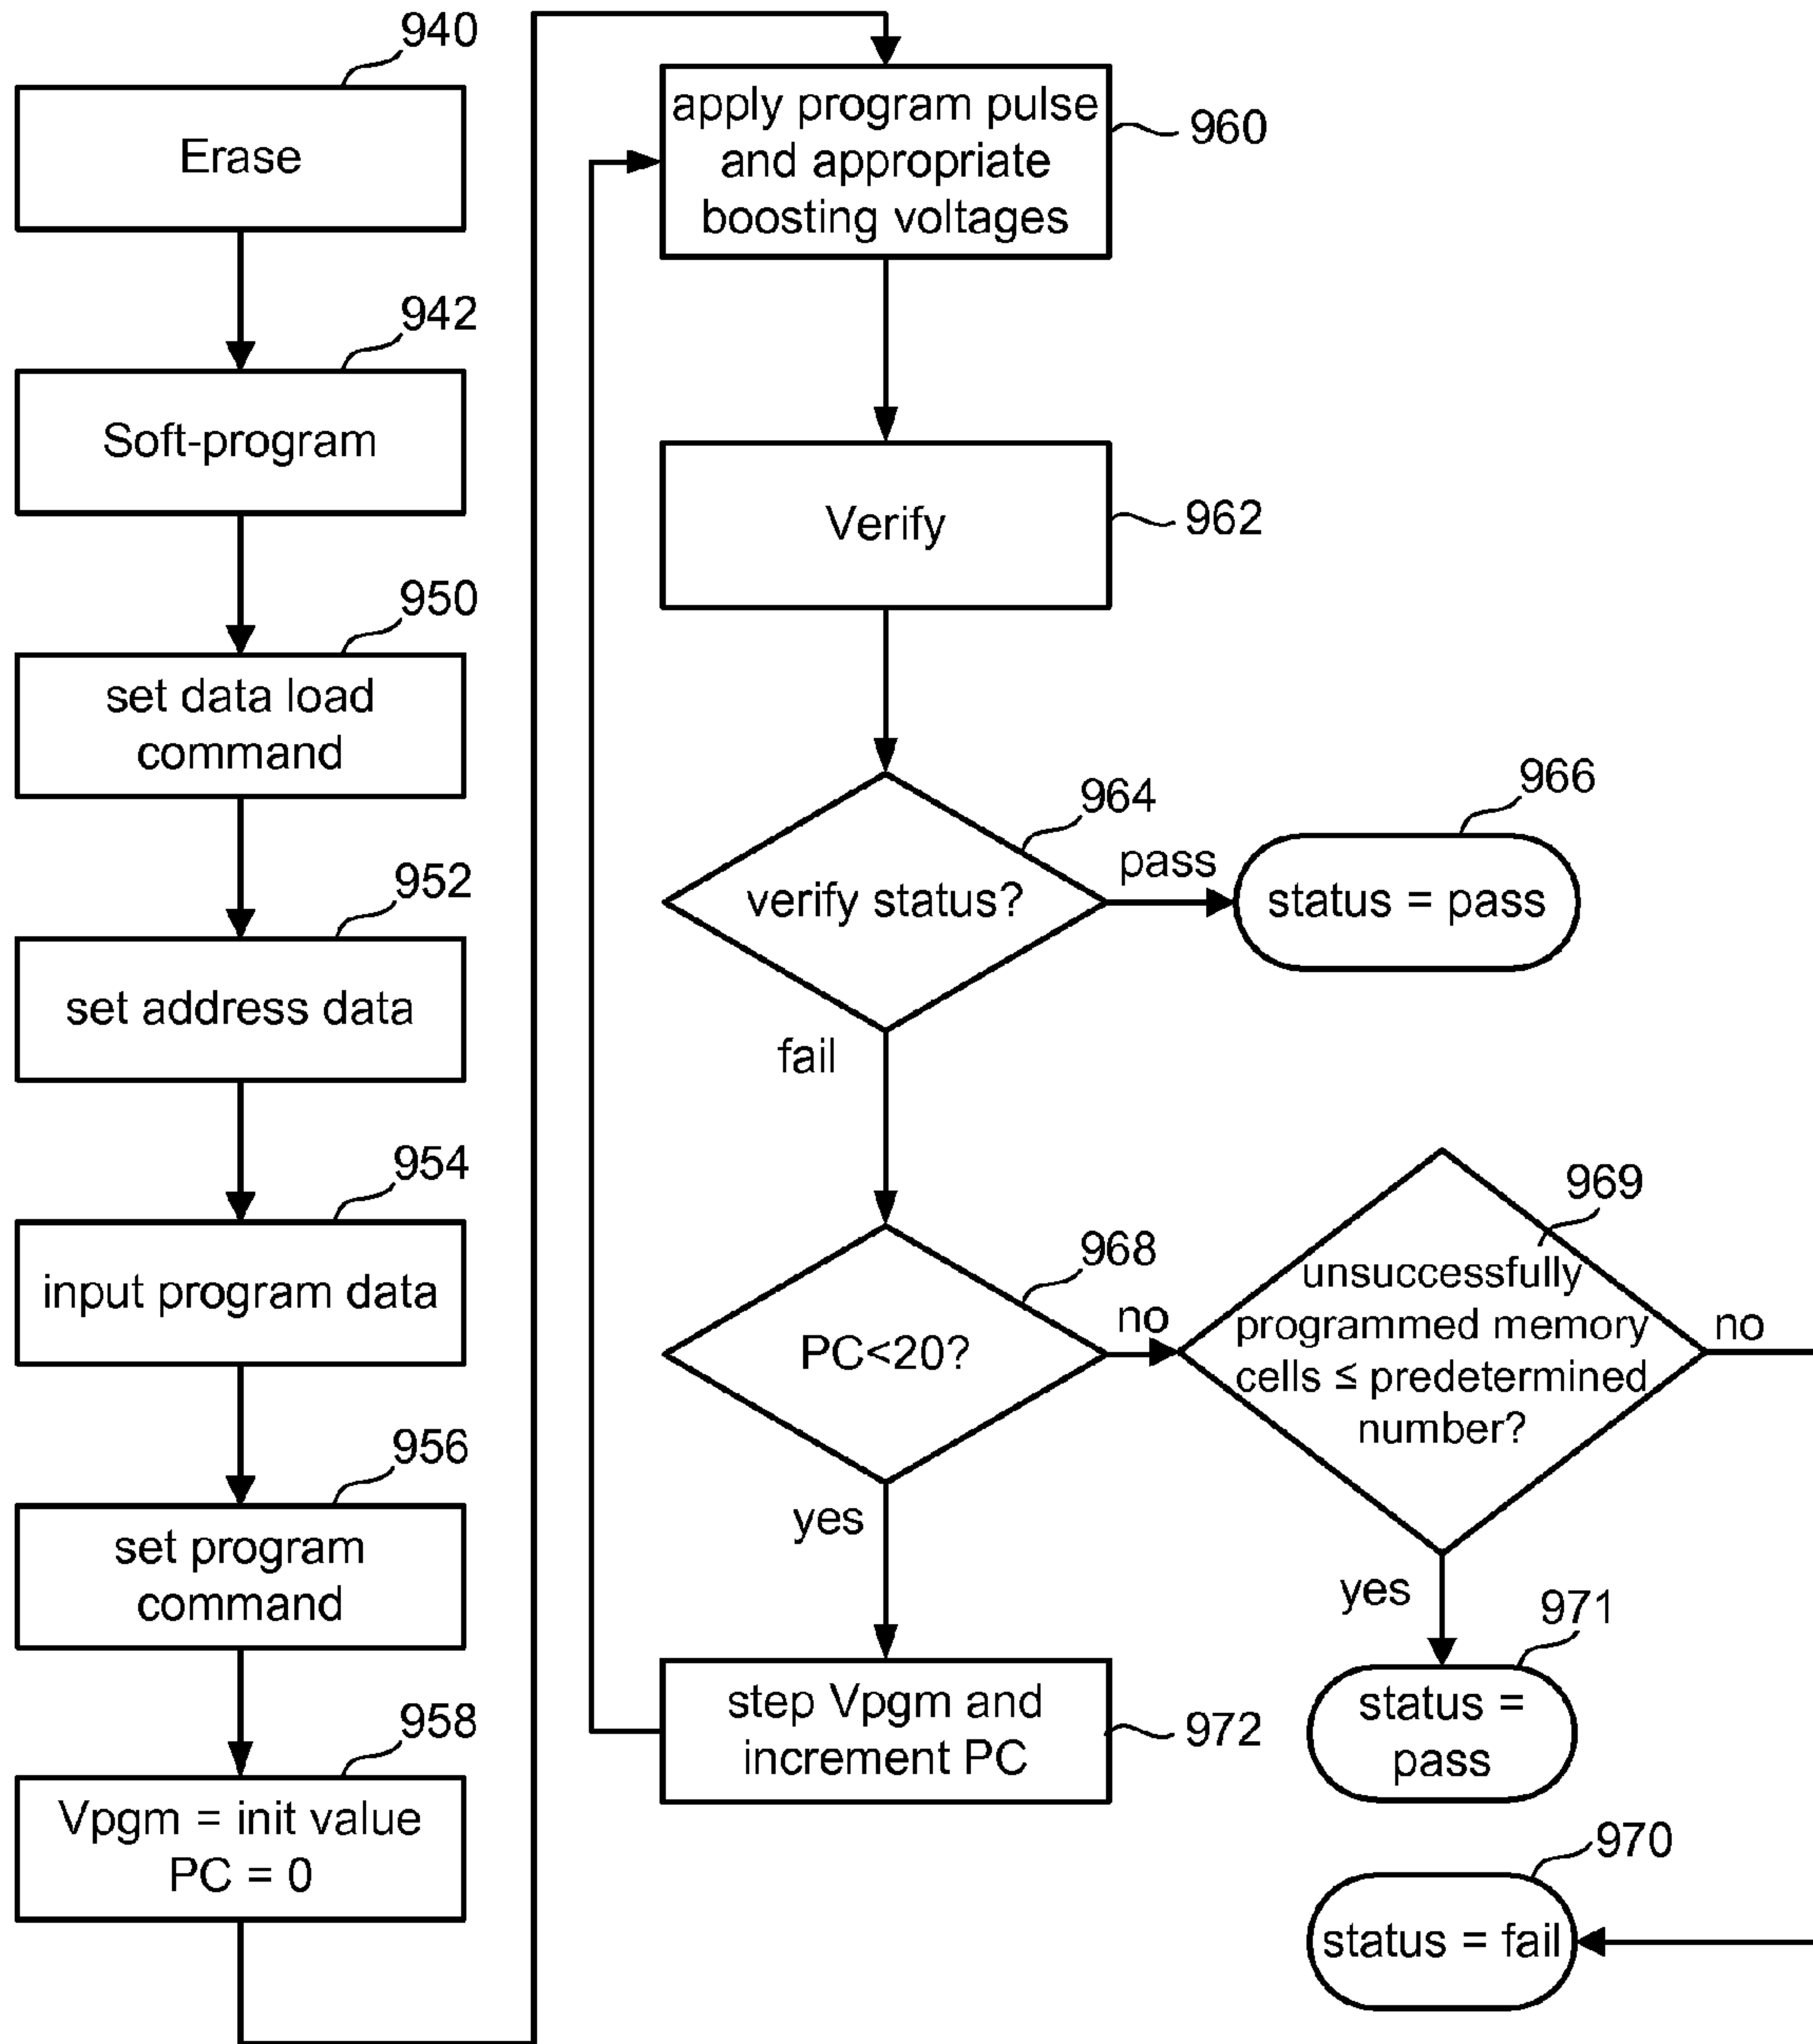 940
Erase
942
Soft-program
950
set data load
command
952
set address data
954
input program data
956
set program
command
958
Vpgm = init value
PC = 0
apply program pulse
and appropriate
boosting voltages
960
Verify
962
964
verify status?
pass
966
status = pass
fail
968
PC<20?
no
969
unsuccessfully
programmed memory
cells ≤ predetermined
number?
no
yes
step Vpgm and
increment PC
972
yes
971
status =
pass
970
status = fail